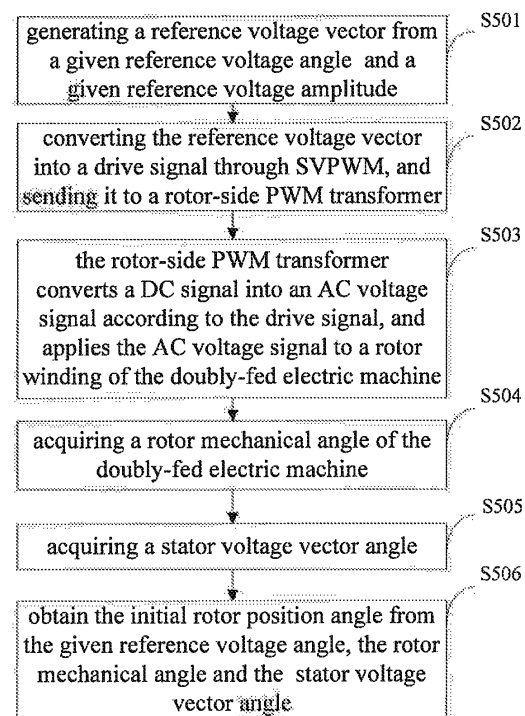 generating a reference voltage vector from
a given reference voltage angle and a
given reference voltage amplitude
S501
converting the reference voltage vector
into a drive signal through SVPWM, and
sending it to a rotor-side PWM transformer
S502
the rotor-side PWM transformer
converts a DC signal into an AC voltage
signal according to the drive signal, and
applies the AC voltage signal to a rotor
winding of the doubly-fed electric machine
S503
acquiring a rotor mechanical angle of the
doubly-fed electric machine
S504
acquiring a stator voltage vector angle
S505
obtain the initial rotor position angle from
the given reference voltage angle, the rotor
mechanical angle and the stator voltage
vector angle
S506